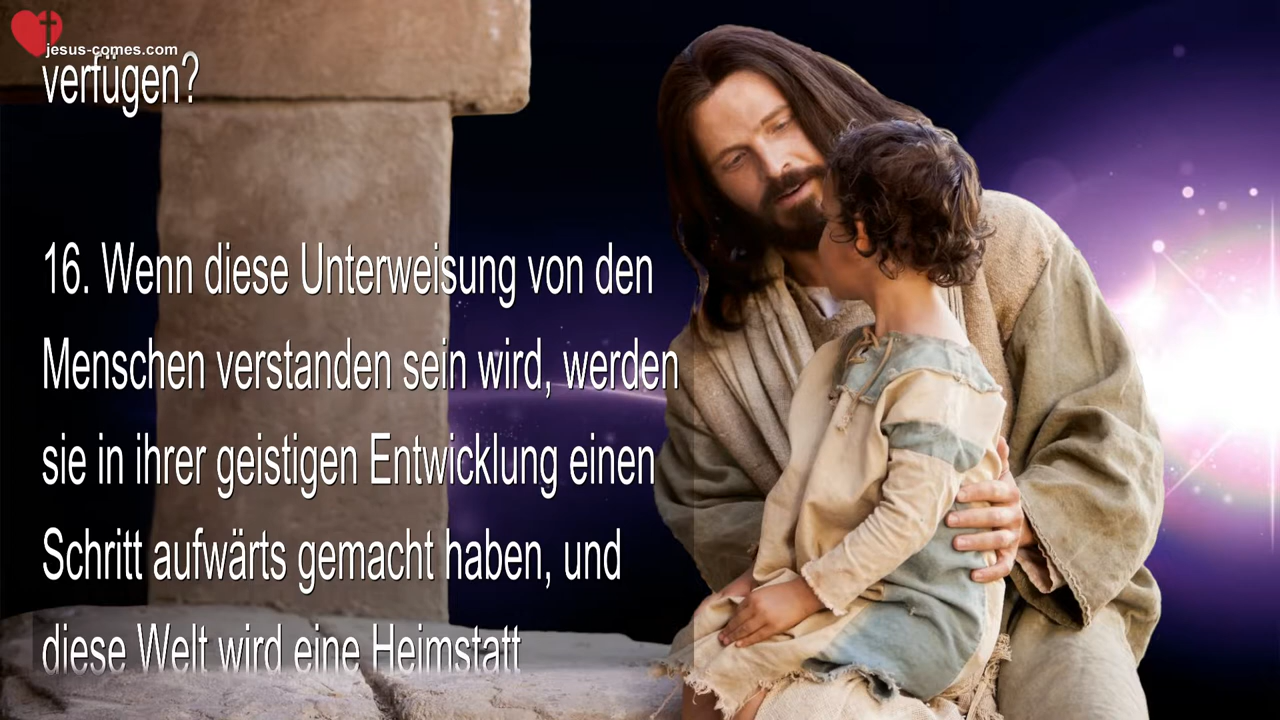 jesus-comes.com
verfügen?
16. Wenn diese Unterweisung von den
Menschen verstanden sein wird, werden
sie in ihrer geistigen Entwicklung einen
Schritt aufwärts gemacht haben, und
diese Welt wird eine Heimstatt